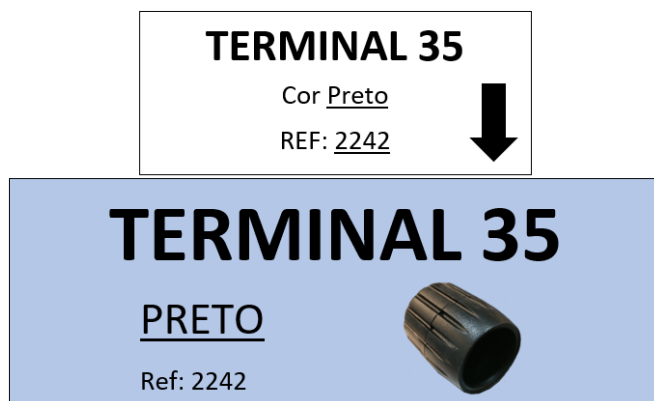 TERMINAL 35
Cor Preto
REF: 2242
TERMINAL 35
PRETO
Ref: 2242